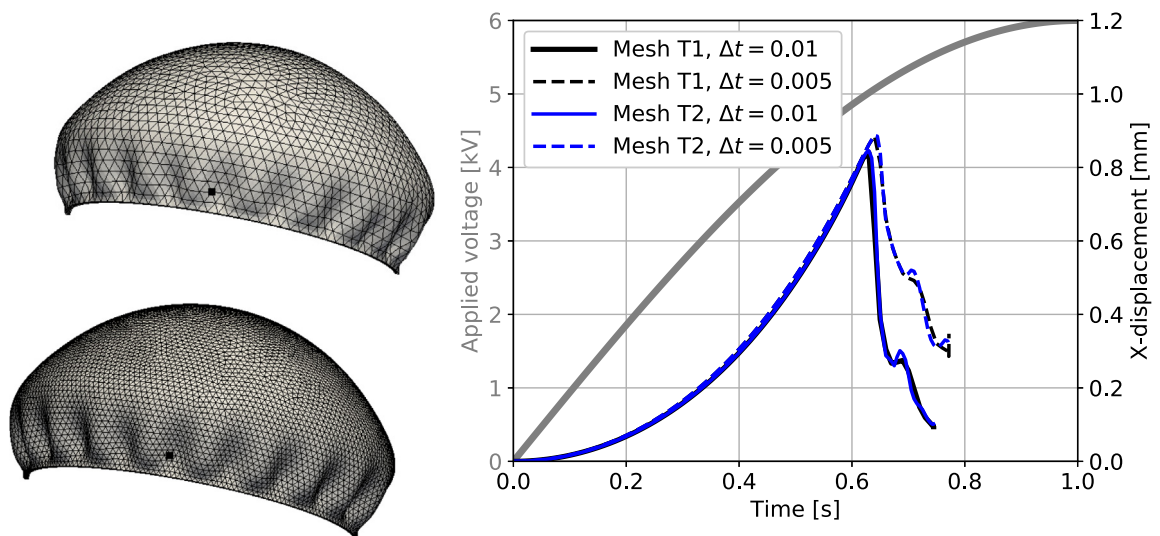 6
5
4
3
2
1
0
Applied voltage [kV]
Mesh T1, Δt = 0.01
Mesh T1, Δt = 0.005
Mesh T2, Δt = 0.01
Mesh T2, Δt = 0.005
1.2
1.0
0.8
0.6
0.4
0.2
0.0
X-displacement [mm]
0.0 0.2 0.4 0.6 0.8 1.0
Time [s]